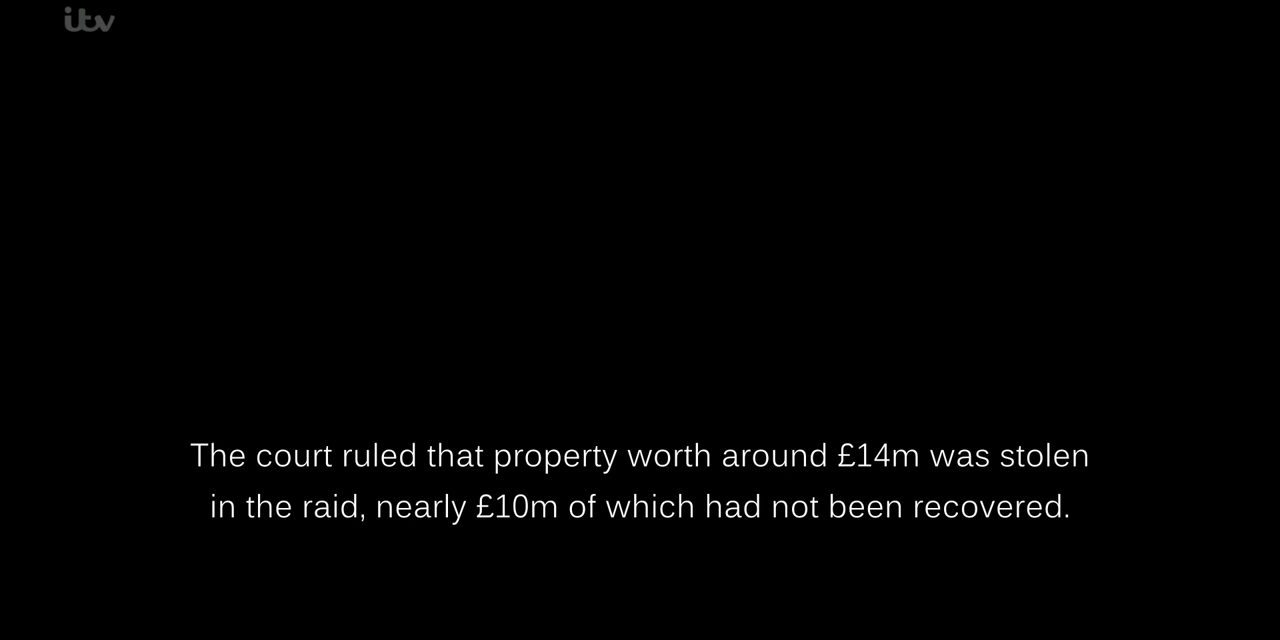 itv
The court ruled that property worth around £14m was stolen
in the raid, nearly £10m of which had not been recovered.